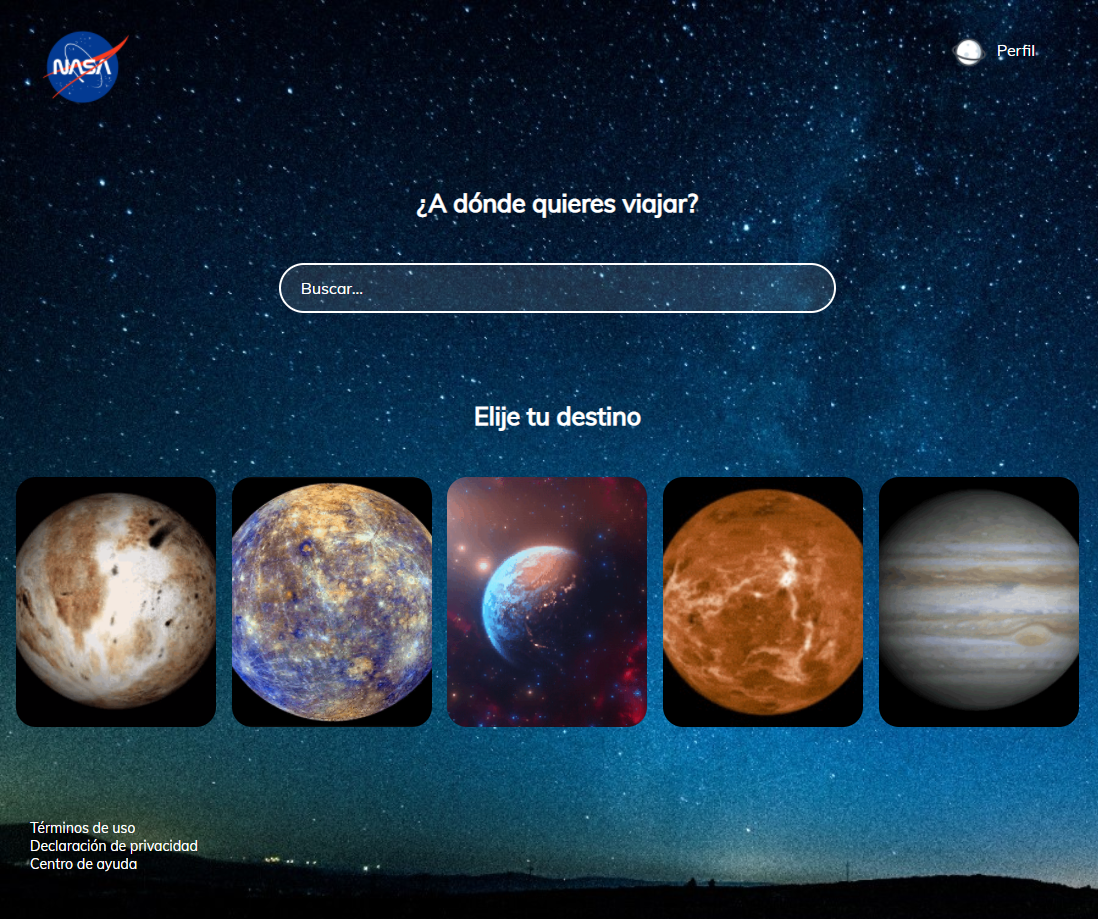 NASA
Perfil
¿A dónde quieres viajar?
Buscar...
Elije tu destino
Términos de uso
Declaración de privacidad
Centro de ayuda